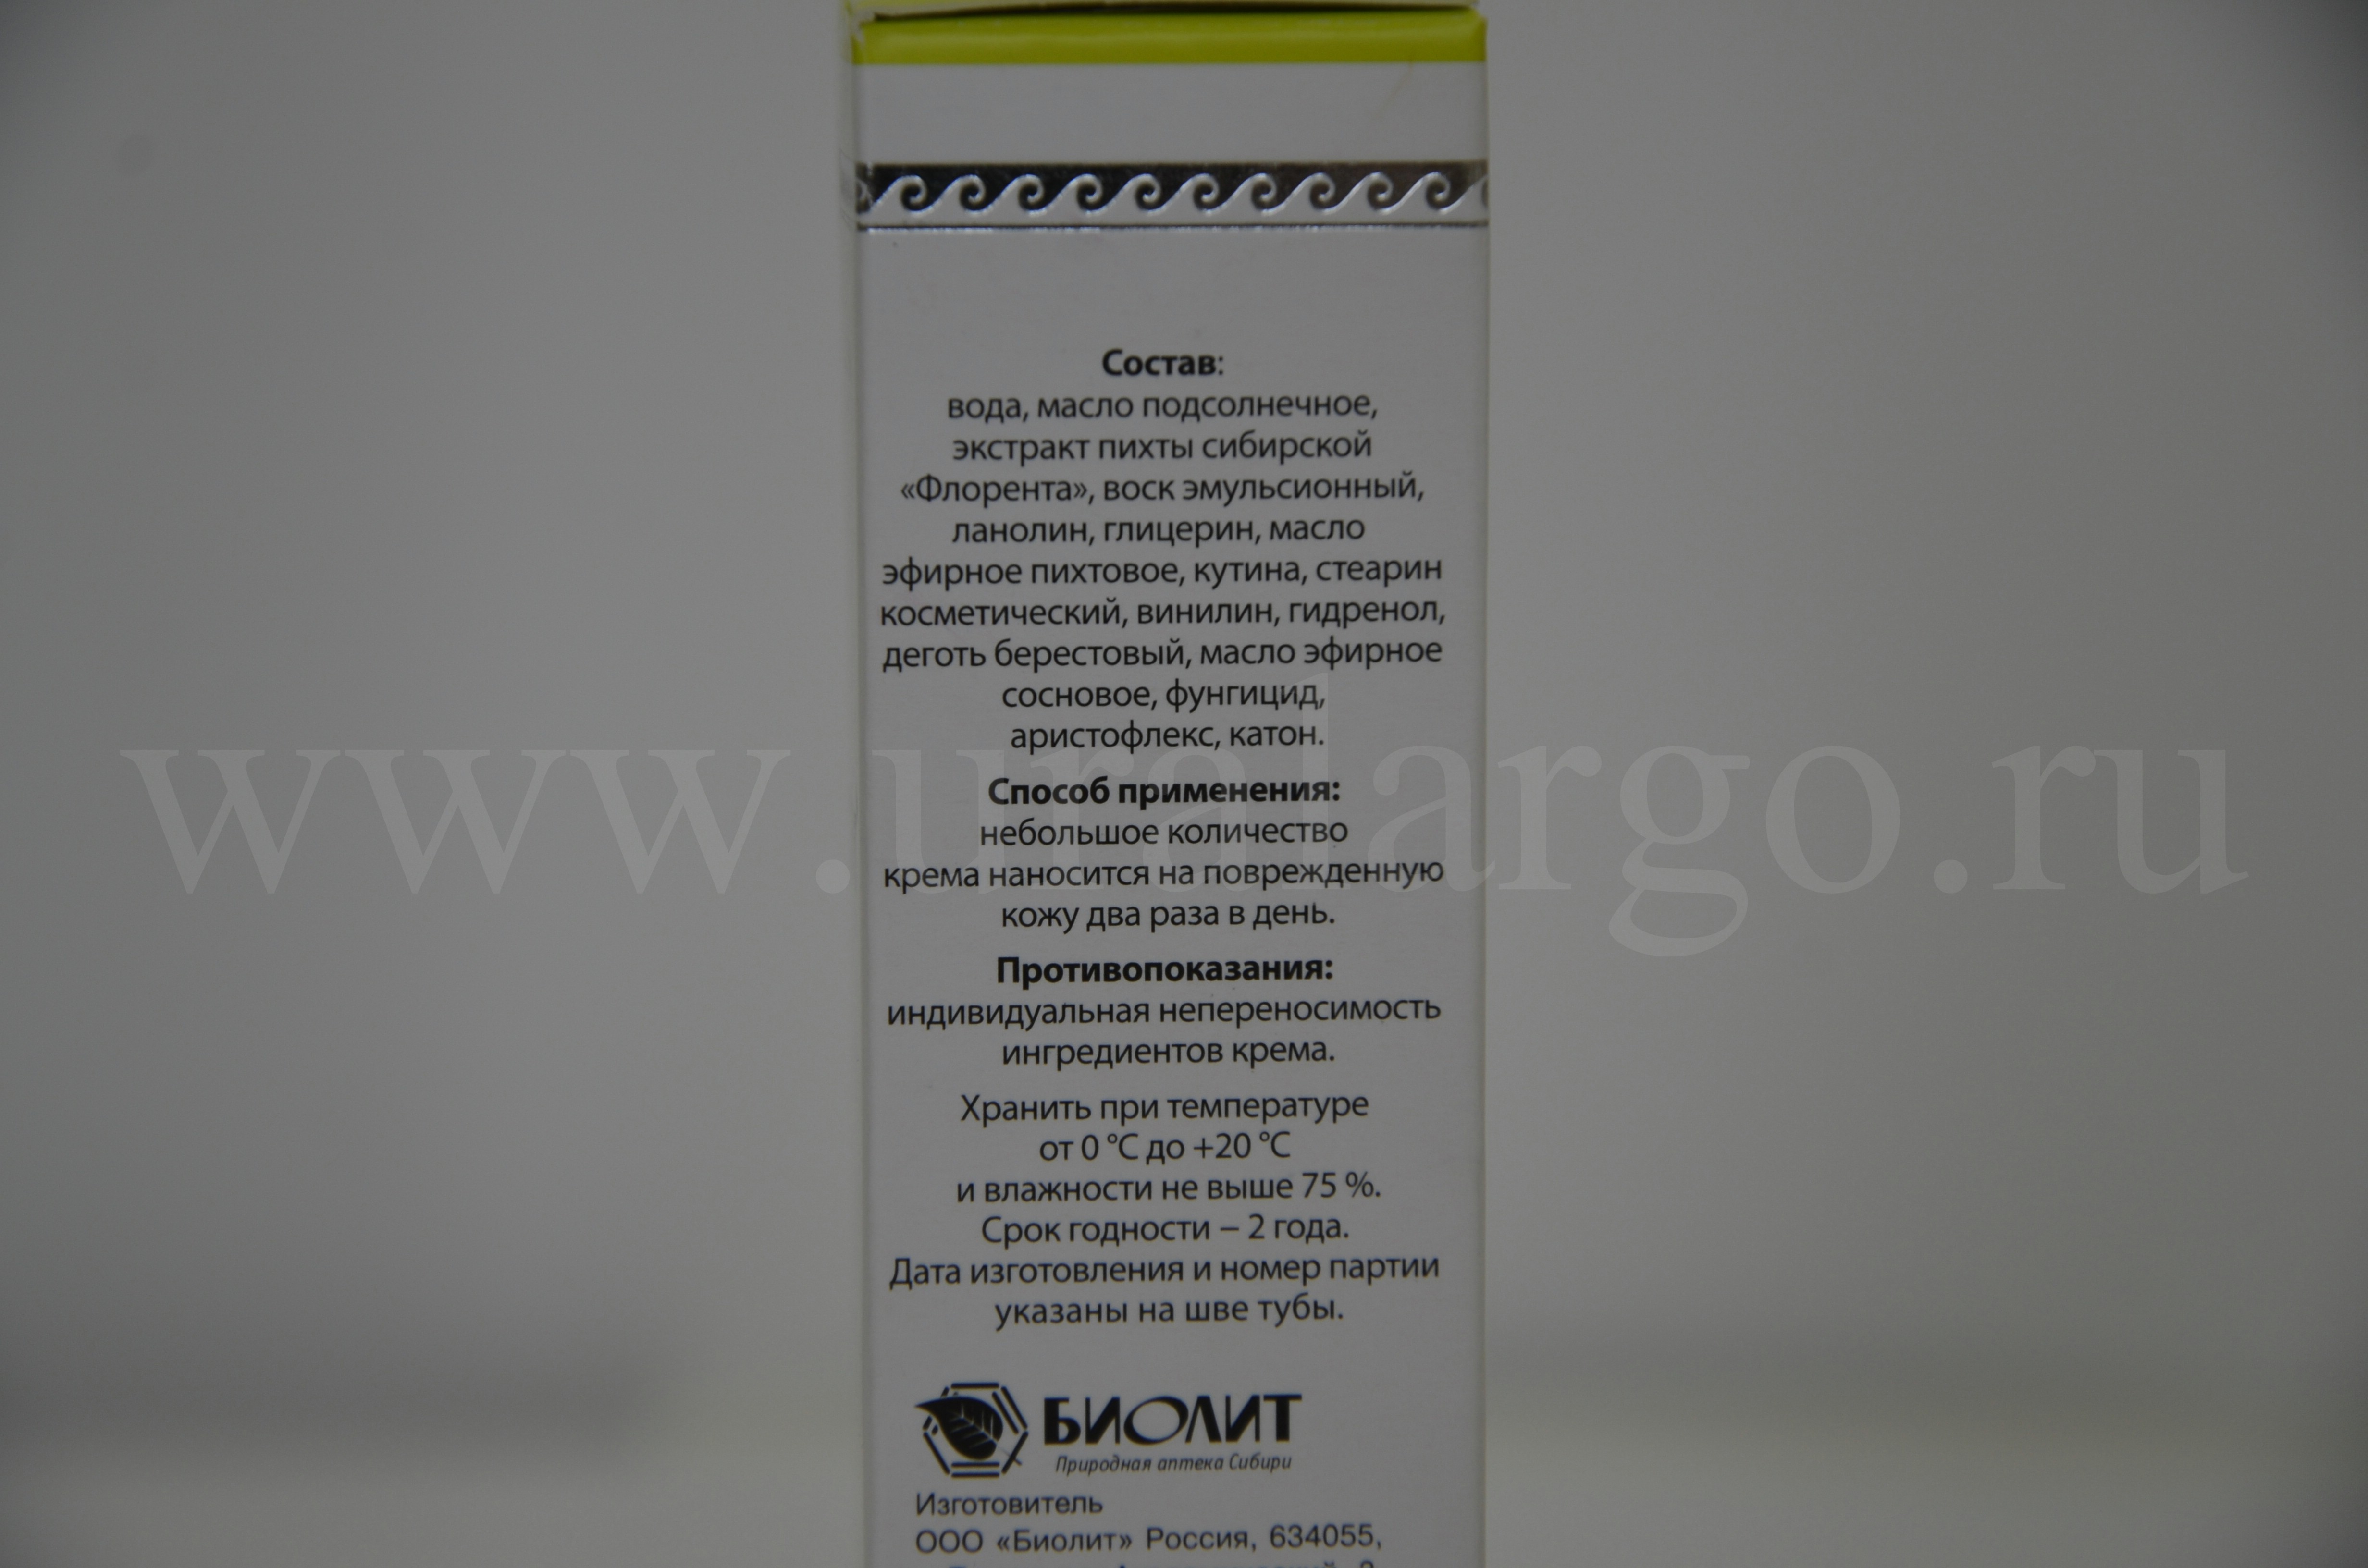 Состав:
вода, масло подсолнечное,
экстракт пихты сибирской
«Флорента», воск эмульсионный,
ланолин, глицерин, масло
эфирное пихтовое, кутина, стеарин
косметический, винилин, гидренол,
деготь берестовый, масло эфирное
сосновое, фунгицид,
аристофлекс, катон.
Способ применения:
небольшое количество
крема наносится на поврежденную
кожу два раза в день.
Противопоказания:
индивидуальная непереносимость
ингредиентов крема.
Хранить при температуре
от 0 °C до +20 °C
и влажности не выше 75 %.
Срок годности – 2 года.
Дата изготовления и номер партии
указаны на шве тубы.
БИОЛИТ
Природная аптека Сибири
Изготовитель
ООО «Биолит» Россия, 634055,
www.uralargo.ru